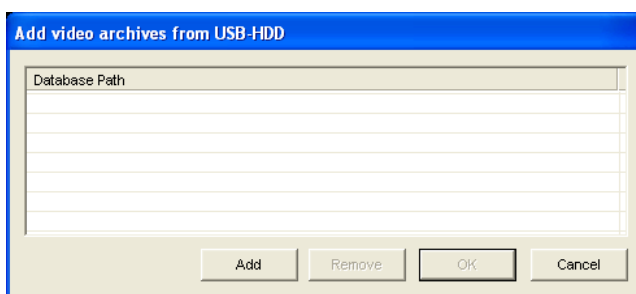 Add video archives from USB-HDD
Database Path
Add Remove OK Cancel